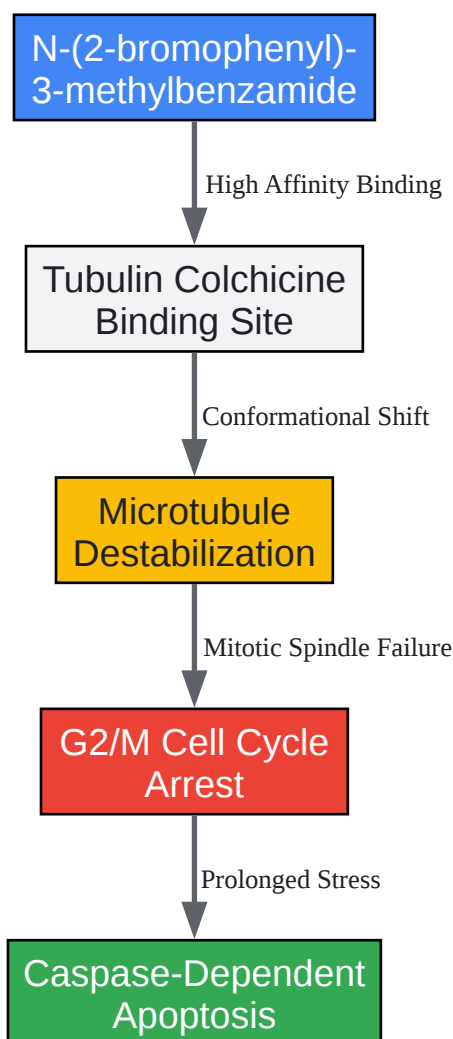 N-(2-bromophenyl)-
3-methylbenzamide
High Affinity Binding
Tubulin Colchicine
Binding Site
Conformational Shift
Microtubule
Destabilization
Mitotic Spindle Failure
G2/M Cell Cycle
Arrest
Prolonged Stress
Caspase-Dependent
Apoptosis